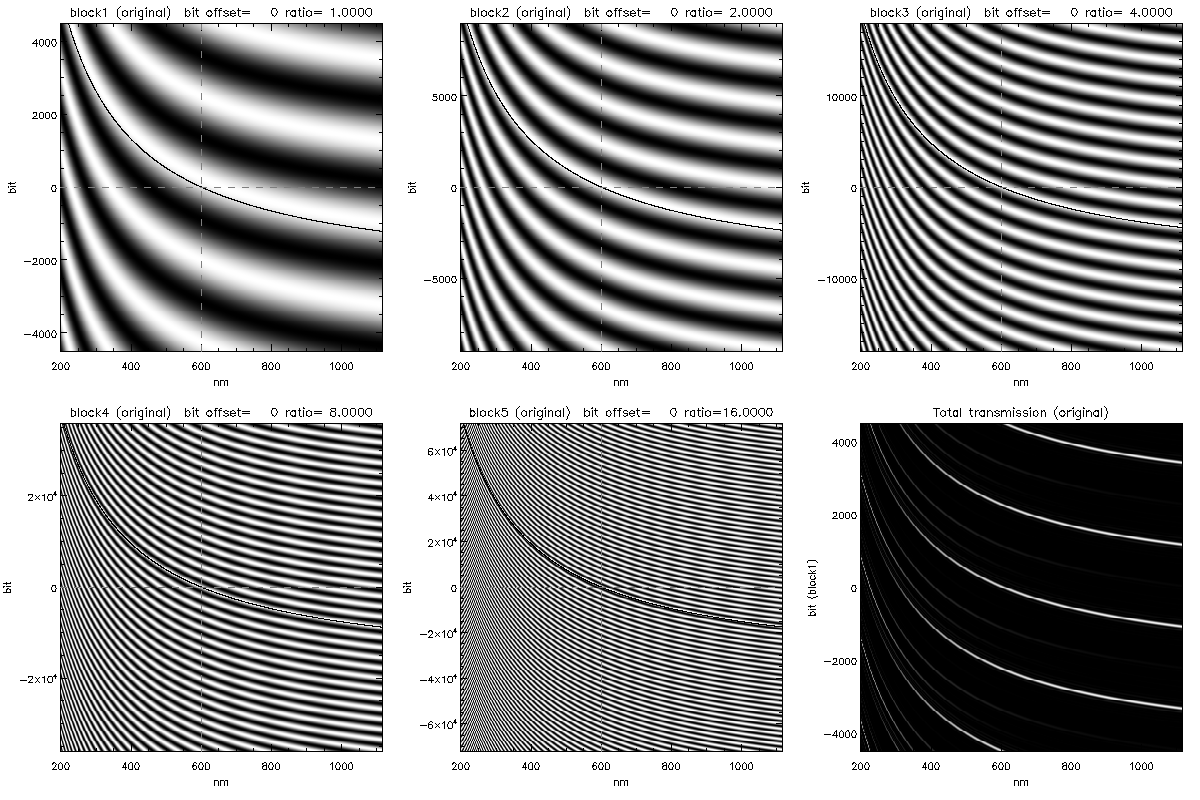 block1 (original) bit offset= 0 ratio= 1.0000
4000
2000
0
−2000
−4000
bit
200 400 600 800 1000
nm
block2 (original) bit offset= 0 ratio= 2.0000
5000
0
−5000
bit
200 400 600 800 1000
nm
block3 (original) bit offset= 0 ratio= 4.0000
10000
0
−10000
bit
200 400 600 800 1000
nm
block4 (original) bit offset= 0 ratio= 8.0000
2×10⁴
0
−2×10⁴
bit
200 400 600 800 1000
nm
block5 (original) bit offset= 0 ratio=16.0000
6×10⁴
4×10⁴
2×10⁴
0
−2×10⁴
−4×10⁴
−6×10⁴
bit
200 400 600 800 1000
nm
Total transmission (original)
4000
2000
0
−2000
−4000
bit (block1)
200 400 600 800 1000
nm